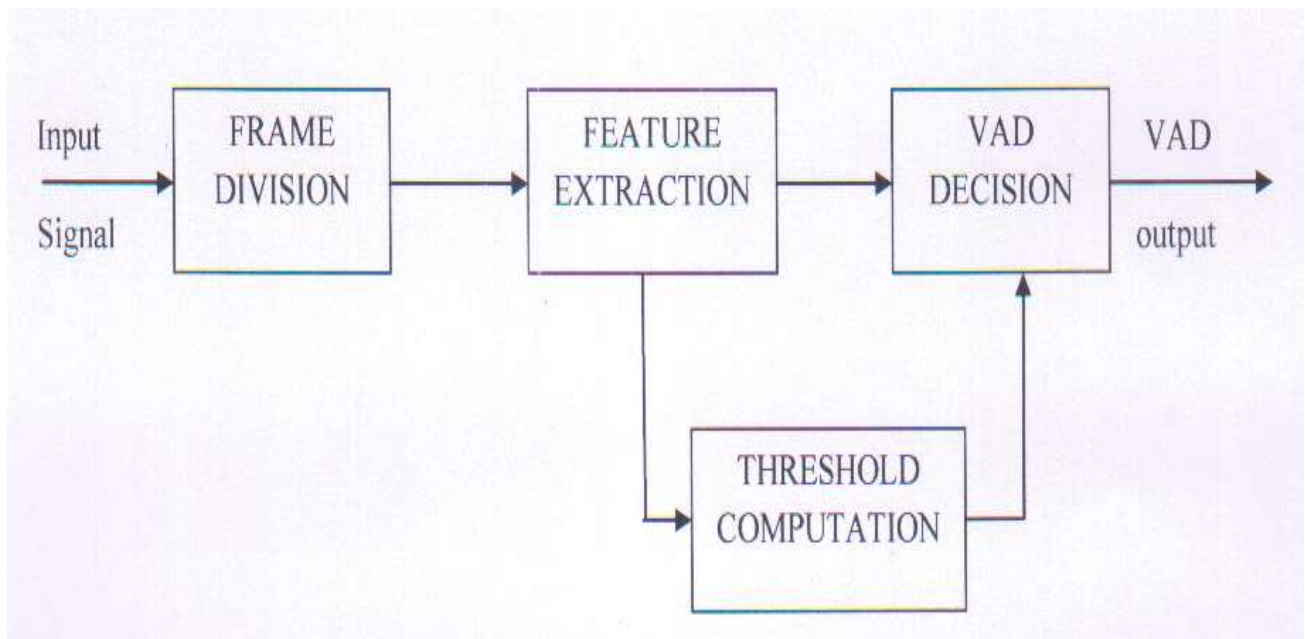 Input
Signal
FRAME
DIVISION
FEATURE
EXTRACTION
VAD
DECISION
VAD
output
THRESHOLD
COMPUTATION